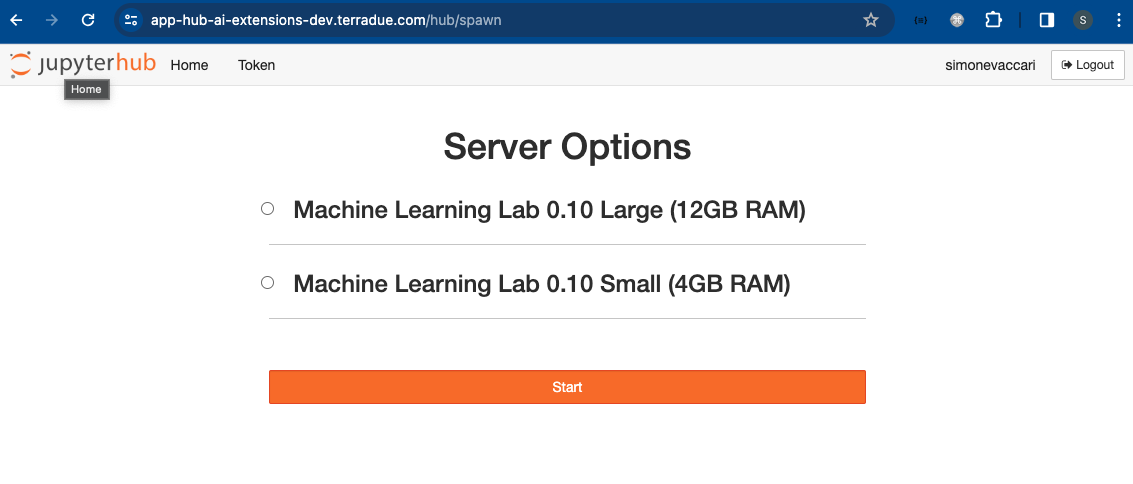 app-hub-ai-extensions-dev.terradue.com/hub/spawn
S
jupyterhub Home Token simonevaccari Logout
Home
Server Options
Machine Learning Lab 0.10 Large (12GB RAM)
Machine Learning Lab 0.10 Small (4GB RAM)
Start